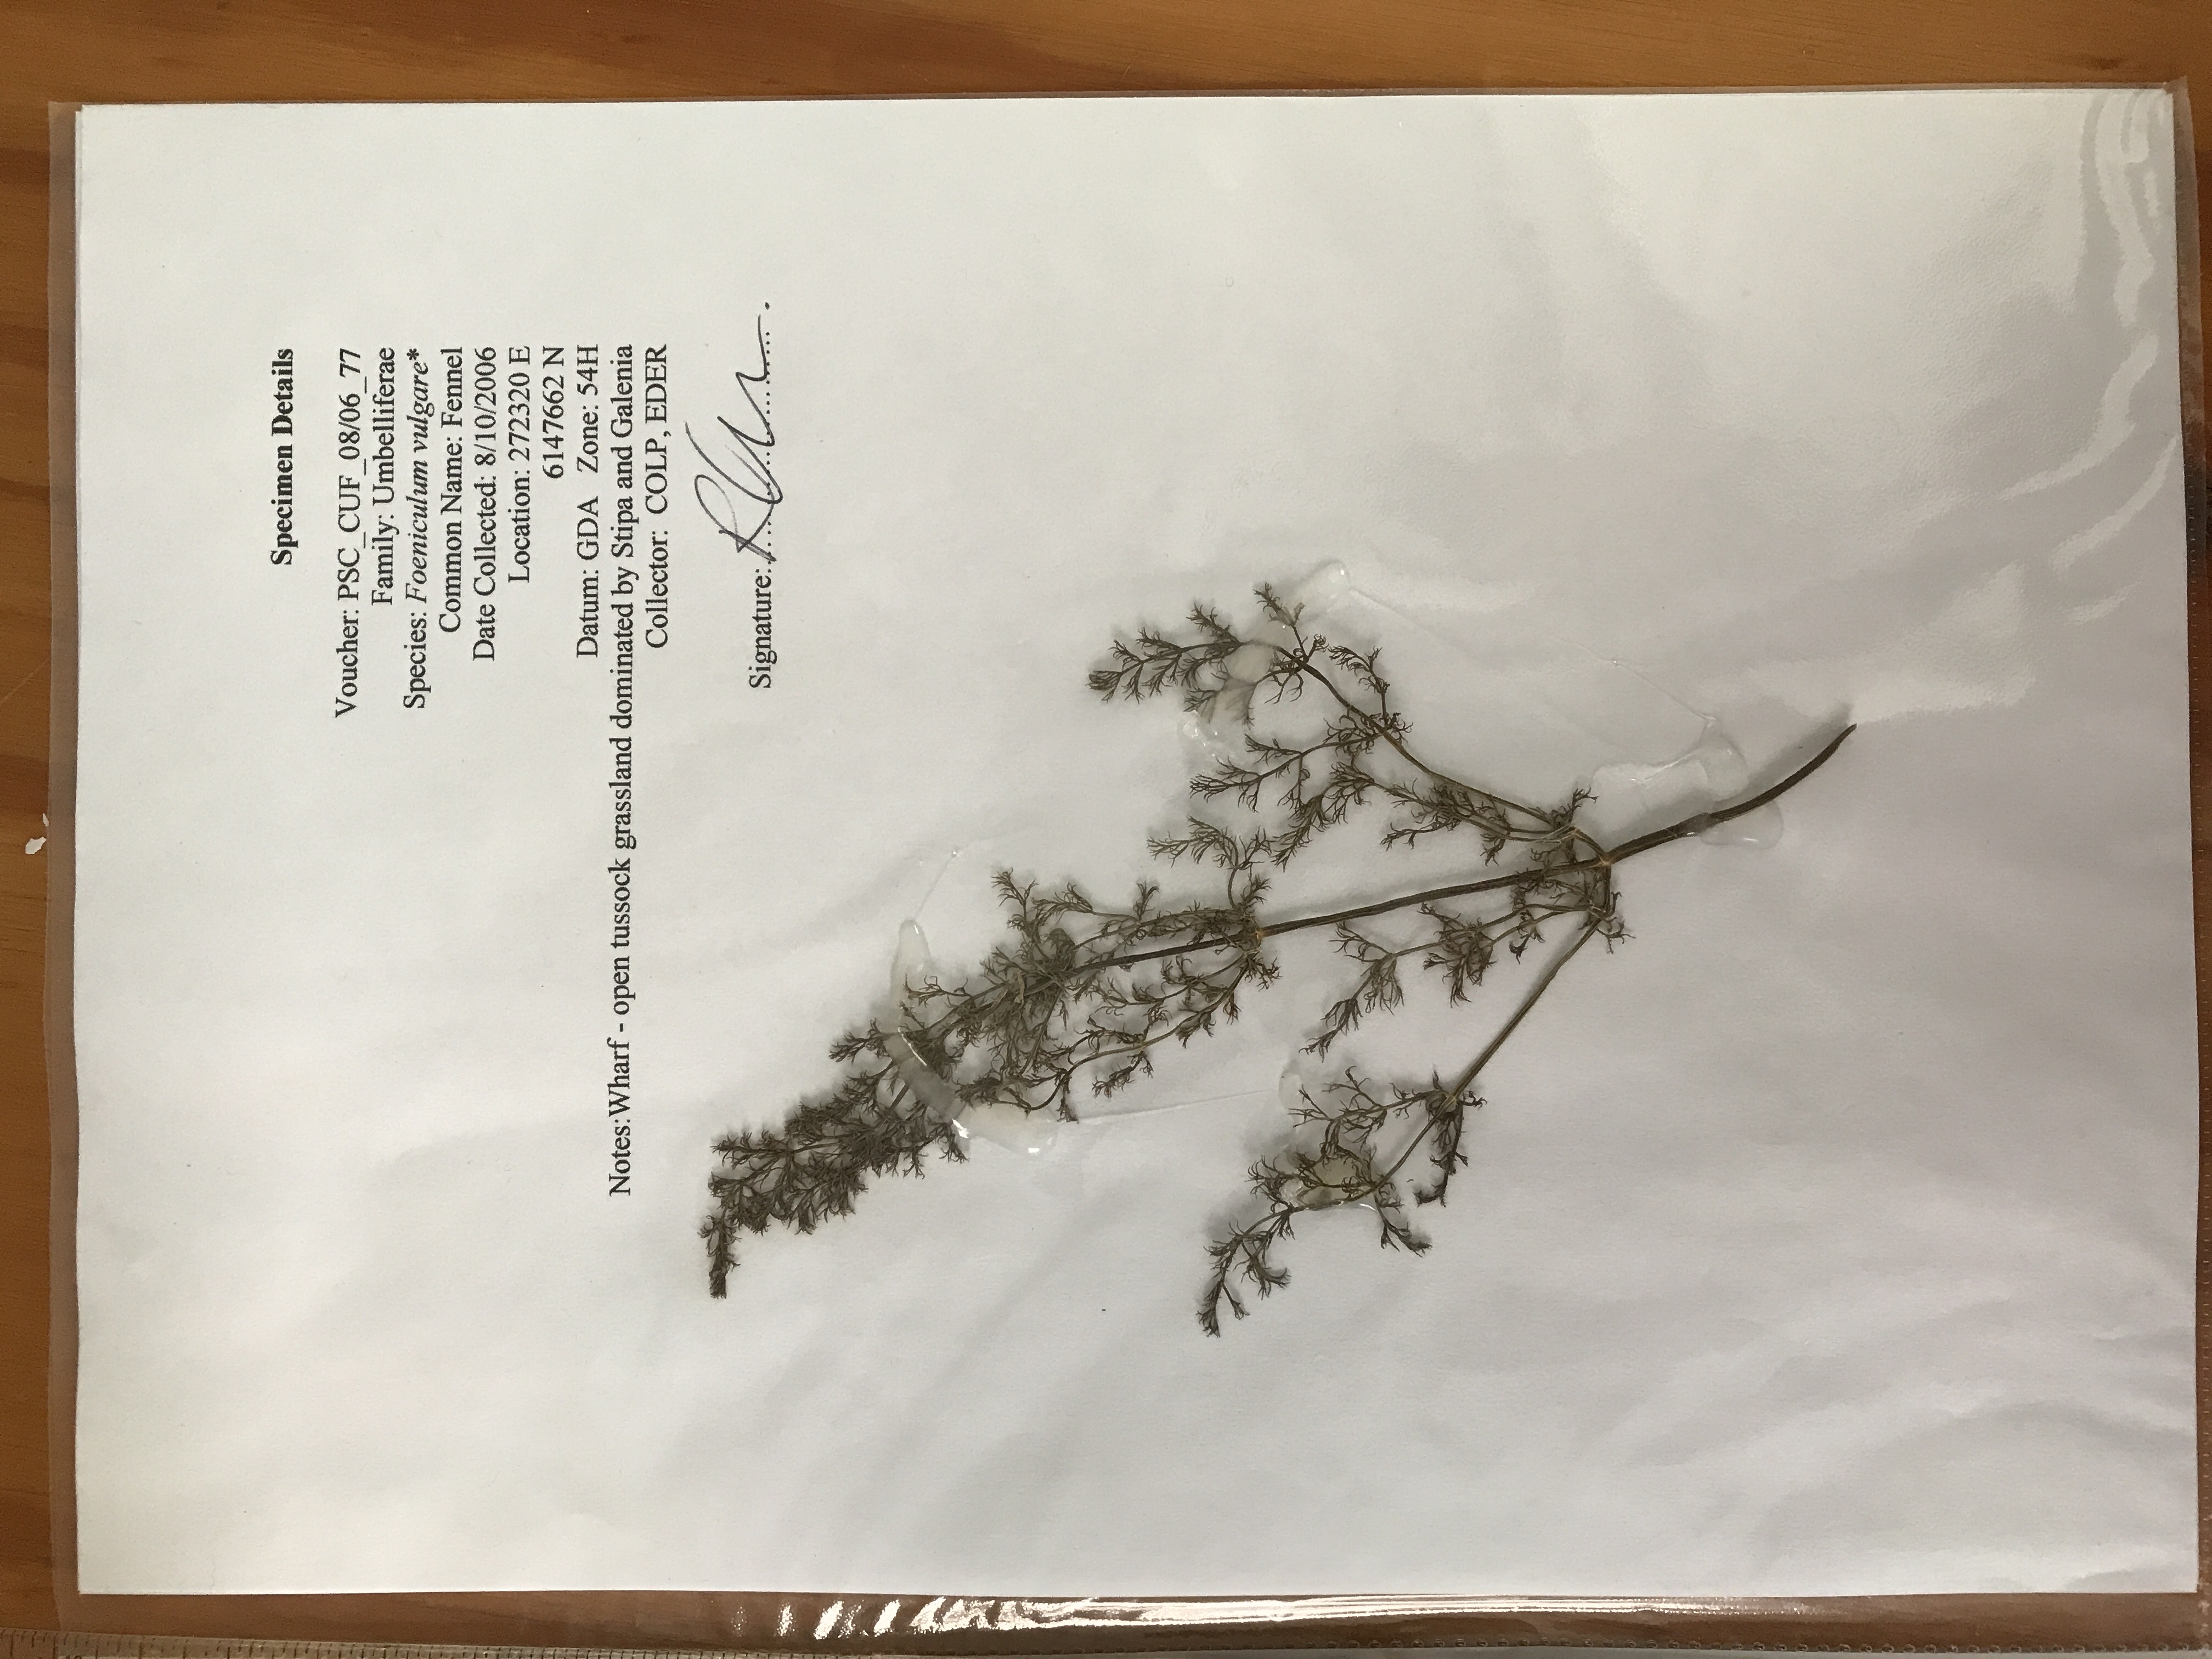 Specimen Details
Voucher: PSC_CUF_08/06_77
Family: Umbelliferae
Species: Foeniculum vulgare*
Common Name: Fennel
Date Collected: 8/10/2006
Location: 272320 E
6147662 N
Datum: GDA Zone: 54H
Notes:Wharf - open tussock grassland dominated by Stipa and Galenia
Collector: COLP, EDER
Signature: